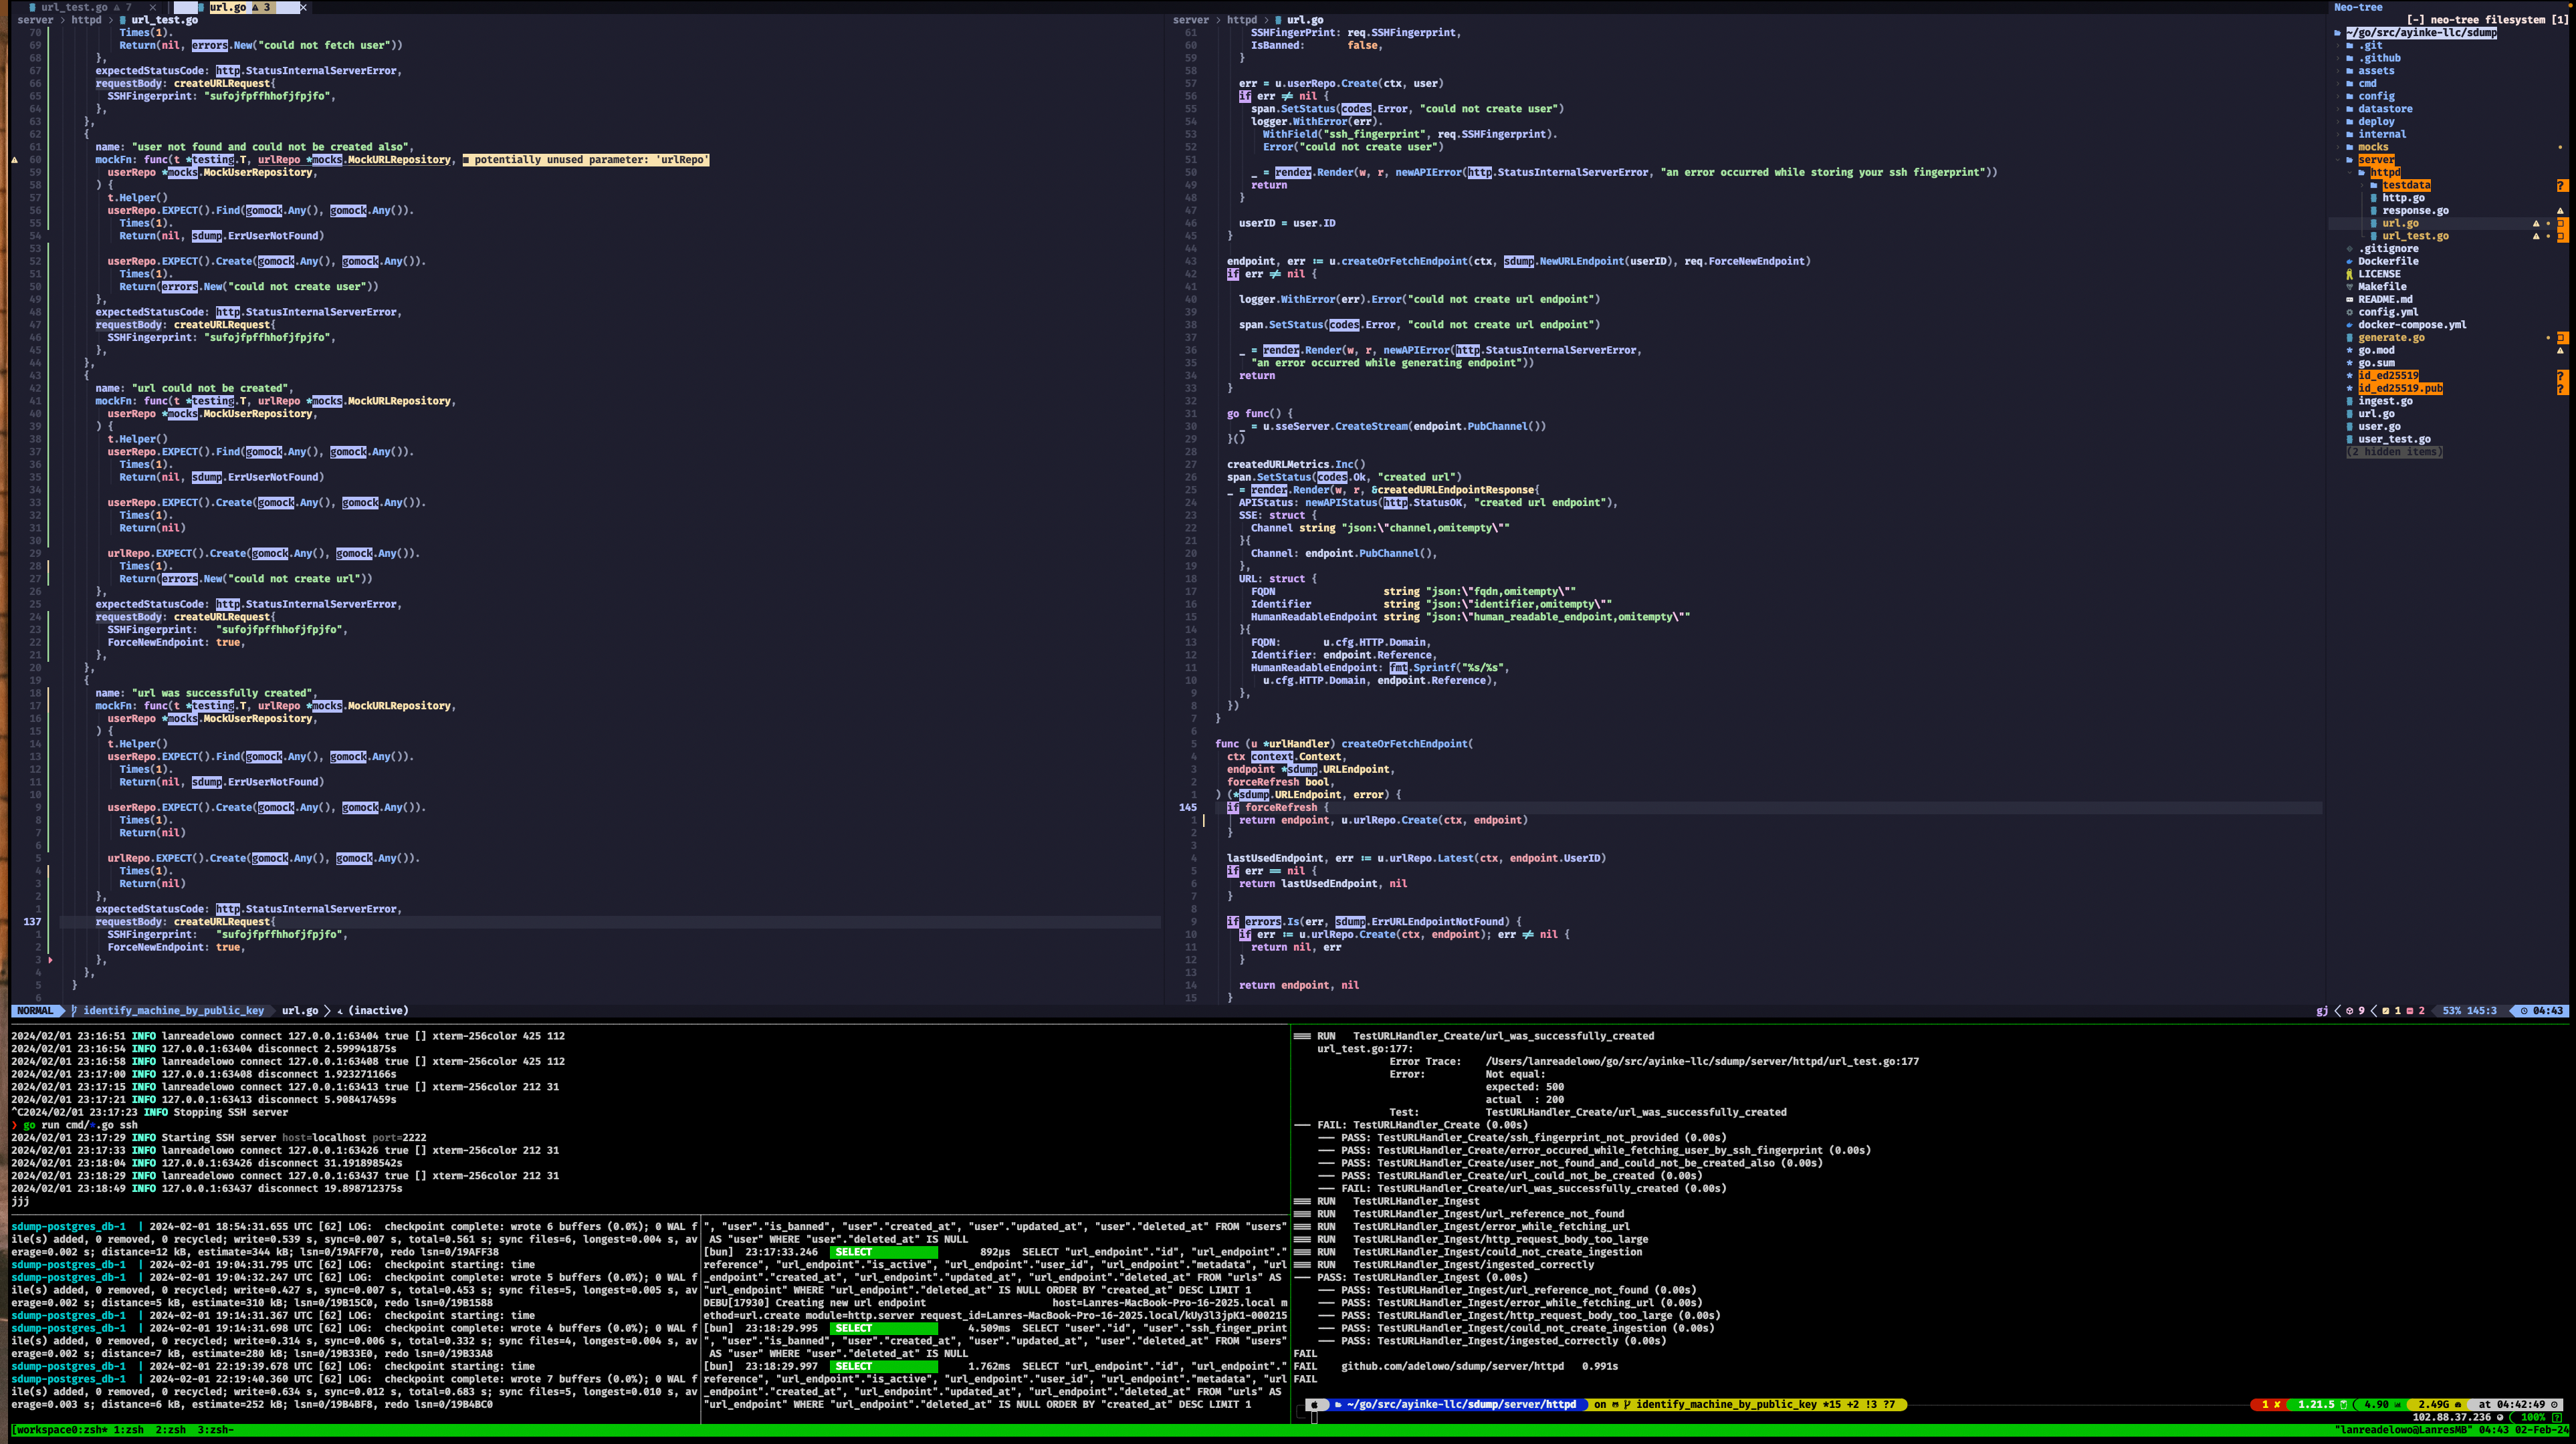 url_test.go 7 × url.go 3 ×
server > httpd > url_test.go
70 Times(1).
69 Return(nil, errors.New("could not fetch user"))
68 },
67 expectedStatusCode: http.StatusInternalServerError,
66 requestBody: createURLRequest{
65 SSHFingerprint: "sufojfpffhhofjfpjfo",
64 },
63 },
62 {
61 name: "user not found and could not be created also",
60 mockFn: func(t *testing.T, urlRepo *mocks.MockURLRepository, ■ potentially unused parameter: 'urlRepo'
59 userRepo *mocks.MockUserRepository,
58 ) {
57 t.Helper()
56 userRepo.EXPECT().Find(gomock.Any(), gomock.Any()).
55 Times(1).
54 Return(nil, sdump.ErrUserNotFound)
53
52 userRepo.EXPECT().Create(gomock.Any(), gomock.Any()).
51 Times(1).
50 Return(errors.New("could not create user"))
49 },
48 expectedStatusCode: http.StatusInternalServerError,
47 requestBody: createURLRequest{
46 SSHFingerprint: "sufojfpffhhofjfpjfo",
45 },
44 },
43 {
42 name: "url could not be created",
41 mockFn: func(t *testing.T, urlRepo *mocks.MockURLRepository,
40 userRepo *mocks.MockUserRepository,
39 ) {
38 t.Helper()
37 userRepo.EXPECT().Find(gomock.Any(), gomock.Any()).
36 Times(1).
35 Return(nil, sdump.ErrUserNotFound)
34
33 userRepo.EXPECT().Create(gomock.Any(), gomock.Any()).
32 Times(1).
31 Return(nil)
30
29 urlRepo.EXPECT().Create(gomock.Any(), gomock.Any()).
28 Times(1).
27 Return(errors.New("could not create url"))
26 },
25 expectedStatusCode: http.StatusInternalServerError,
24 requestBody: createURLRequest{
23 SSHFingerprint: "sufojfpffhhofjfpjfo",
22 ForceNewEndpoint: true,
21 },
20 },
19 {
18 name: "url was successfully created",
17 mockFn: func(t *testing.T, urlRepo *mocks.MockURLRepository,
16 userRepo *mocks.MockUserRepository,
15 ) {
14 t.Helper()
13 userRepo.EXPECT().Find(gomock.Any(), gomock.Any()).
12 Times(1).
11 Return(nil, sdump.ErrUserNotFound)
10
9 userRepo.EXPECT().Create(gomock.Any(), gomock.Any()).
8 Times(1).
7 Return(nil)
6
5 urlRepo.EXPECT().Create(gomock.Any(), gomock.Any()).
4 Times(1).
3 Return(nil)
2 },
1 expectedStatusCode: http.StatusInternalServerError,
137 requestBody: createURLRequest{
1 SSHFingerprint: "sufojfpffhhofjfpjfo",
2 ForceNewEndpoint: true,
3 },
4 },
5 }
6
server > httpd > url.go
61 SSHFingerPrint: req.SSHFingerprint,
60 IsBanned: false,
59 }
58
57 err = u.userRepo.Create(ctx, user)
56 if err ≠ nil {
55 span.SetStatus(codes.Error, "could not create user")
54 logger.WithError(err).
53 WithField("ssh_fingerprint", req.SSHFingerprint).
52 Error("could not create user")
51
50 _ = render.Render(w, r, newAPIError(http.StatusInternalServerError, "an error occurred while storing your ssh fingerprint"))
49 return
48 }
47
46 userID = user.ID
45 }
44
43 endpoint, err := u.createOrFetchEndpoint(ctx, sdump.NewURLEndpoint(userID), req.ForceNewEndpoint)
42 if err ≠ nil {
41
40 logger.WithError(err).Error("could not create url endpoint")
39
38 span.SetStatus(codes.Error, "could not create url endpoint")
37
36 _ = render.Render(w, r, newAPIError(http.StatusInternalServerError,
35 "an error occurred while generating endpoint"))
34 return
33 }
32
31 go func() {
30 _ = u.sseServer.CreateStream(endpoint.PubChannel())
29 }()
28
27 createdURLMetrics.Inc()
26 span.SetStatus(codes.Ok, "created url")
25 _ = render.Render(w, r, &createdURLEndpointResponse{
24 APIStatus: newAPIStatus(http.StatusOK, "created url endpoint"),
23 SSE: struct {
22 Channel string "json:\"channel,omitempty\""
21 }{
20 Channel: endpoint.PubChannel(),
19 },
18 URL: struct {
17 FQDN string "json:\"fqdn,omitempty\""
16 Identifier string "json:\"identifier,omitempty\""
15 HumanReadableEndpoint string "json:\"human_readable_endpoint,omitempty\""
14 }{
13 FQDN: u.cfg.HTTP.Domain,
12 Identifier: endpoint.Reference,
11 HumanReadableEndpoint: fmt.Sprintf("%s/%s",
10 u.cfg.HTTP.Domain, endpoint.Reference),
9 },
8 })
7 }
6
5 func (u *urlHandler) createOrFetchEndpoint(
4 ctx context.Context,
3 endpoint *sdump.URLEndpoint,
2 forceRefresh bool,
1 ) (*sdump.URLEndpoint, error) {
145 if forceRefresh {
1 return endpoint, u.urlRepo.Create(ctx, endpoint)
2 }
3
4 lastUsedEndpoint, err := u.urlRepo.Latest(ctx, endpoint.UserID)
5 if err == nil {
6 return lastUsedEndpoint, nil
7 }
8
9 if errors.Is(err, sdump.ErrURLEndpointNotFound) {
10 if err := u.urlRepo.Create(ctx, endpoint); err ≠ nil {
11 return nil, err
12 }
13
14 return endpoint, nil
15 }
Neo-tree
[-] neo-tree filesystem [1]
~/go/src/ayinke-llc/sdump
.git
.github
assets
cmd
config
datastore
deploy
internal
mocks
server
httpd
testdata ?
http.go
response.go
url.go
url_test.go
.gitignore
Dockerfile
LICENSE
Makefile
README.md
config.yml
docker-compose.yml
generate.go
go.mod
go.sum
id_ed25519 ?
id_ed25519.pub ?
ingest.go
url.go
user.go
user_test.go
(2 hidden items)
NORMAL identify_machine_by_public_key url.go > (inactive) gj < 9 < 1 2 53% 145:3 04:43
2024/02/01 23:16:51 INFO lanreadelowo connect 127.0.0.1:63404 true [] xterm-256color 425 112
2024/02/01 23:16:54 INFO 127.0.0.1:63404 disconnect 2.599941875s
2024/02/01 23:16:58 INFO lanreadelowo connect 127.0.0.1:63408 true [] xterm-256color 425 112
2024/02/01 23:17:00 INFO 127.0.0.1:63408 disconnect 1.923271166s
2024/02/01 23:17:15 INFO lanreadelowo connect 127.0.0.1:63413 true [] xterm-256color 212 31
2024/02/01 23:17:21 INFO 127.0.0.1:63413 disconnect 5.908417459s
^C2024/02/01 23:17:23 INFO Stopping SSH server
❯ go run cmd/*.go ssh
2024/02/01 23:17:29 INFO Starting SSH server host=localhost port=2222
2024/02/01 23:17:33 INFO lanreadelowo connect 127.0.0.1:63426 true [] xterm-256color 212 31
2024/02/01 23:18:04 INFO 127.0.0.1:63426 disconnect 31.191898542s
2024/02/01 23:18:29 INFO lanreadelowo connect 127.0.0.1:63437 true [] xterm-256color 212 31
2024/02/01 23:18:49 INFO 127.0.0.1:63437 disconnect 19.898712375s
jjj
sdump-postgres_db-1 | 2024-02-01 18:54:31.655 UTC [62] LOG: checkpoint complete: wrote 6 buffers (0.0%); 0 WAL f
ile(s) added, 0 removed, 0 recycled; write=0.539 s, sync=0.007 s, total=0.561 s; sync files=6, longest=0.004 s, av
erage=0.002 s; distance=12 kB, estimate=344 kB; lsn=0/19AFF70, redo lsn=0/19AFF38
sdump-postgres_db-1 | 2024-02-01 19:04:31.795 UTC [62] LOG: checkpoint starting: time
sdump-postgres_db-1 | 2024-02-01 19:04:32.247 UTC [62] LOG: checkpoint complete: wrote 5 buffers (0.0%); 0 WAL f
ile(s) added, 0 removed, 0 recycled; write=0.427 s, sync=0.007 s, total=0.453 s; sync files=5, longest=0.005 s, av
erage=0.002 s; distance=5 kB, estimate=310 kB; lsn=0/19B15C0, redo lsn=0/19B1588
sdump-postgres_db-1 | 2024-02-01 19:14:31.367 UTC [62] LOG: checkpoint starting: time
sdump-postgres_db-1 | 2024-02-01 19:14:31.698 UTC [62] LOG: checkpoint complete: wrote 4 buffers (0.0%); 0 WAL f
ile(s) added, 0 removed, 0 recycled; write=0.314 s, sync=0.006 s, total=0.332 s; sync files=4, longest=0.004 s, av
erage=0.002 s; distance=7 kB, estimate=280 kB; lsn=0/19B33E0, redo lsn=0/19B33A8
sdump-postgres_db-1 | 2024-02-01 22:19:39.678 UTC [62] LOG: checkpoint starting: time
sdump-postgres_db-1 | 2024-02-01 22:19:40.360 UTC [62] LOG: checkpoint complete: wrote 7 buffers (0.0%); 0 WAL f
ile(s) added, 0 removed, 0 recycled; write=0.634 s, sync=0.012 s, total=0.683 s; sync files=5, longest=0.010 s, av
erage=0.003 s; distance=6 kB, estimate=252 kB; lsn=0/19B4BF8, redo lsn=0/19B4BC0
", "user"."is_banned", "user"."created_at", "user"."updated_at", "user"."deleted_at" FROM "users"
AS "user" WHERE "user"."deleted_at" IS NULL
[bun] 23:17:33.246 SELECT 892µs SELECT "url_endpoint"."id", "url_endpoint"."
reference", "url_endpoint"."is_active", "url_endpoint"."user_id", "url_endpoint"."metadata", "url
_endpoint"."created_at", "url_endpoint"."updated_at", "url_endpoint"."deleted_at" FROM "urls" AS
"url_endpoint" WHERE "url_endpoint"."deleted_at" IS NULL ORDER BY "created_at" DESC LIMIT 1
DEBU[17930] Creating new url endpoint host=Lanres-MacBook-Pro-16-2025.local m
ethod=url.create module=http.server request_id=Lanres-MacBook-Pro-16-2025.local/kUy3l3jpK1-000215
[bun] 23:18:29.995 SELECT 4.509ms SELECT "user"."id", "user"."ssh_finger_print
", "user"."is_banned", "user"."created_at", "user"."updated_at", "user"."deleted_at" FROM "users"
AS "user" WHERE "user"."deleted_at" IS NULL
[bun] 23:18:29.997 SELECT 1.762ms SELECT "url_endpoint"."id", "url_endpoint"."
reference", "url_endpoint"."is_active", "url_endpoint"."user_id", "url_endpoint"."metadata", "url
_endpoint"."created_at", "url_endpoint"."updated_at", "url_endpoint"."deleted_at" FROM "urls" AS
"url_endpoint" WHERE "url_endpoint"."deleted_at" IS NULL ORDER BY "created_at" DESC LIMIT 1
=== RUN TestURLHandler_Create/url_was_successfully_created
url_test.go:177:
Error Trace: /Users/lanreadelowo/go/src/ayinke-llc/sdump/server/httpd/url_test.go:177
Error: Not equal:
expected: 500
actual : 200
Test: TestURLHandler_Create/url_was_successfully_created
--- FAIL: TestURLHandler_Create (0.00s)
--- PASS: TestURLHandler_Create/ssh_fingerprint_not_provided (0.00s)
--- PASS: TestURLHandler_Create/error_occured_while_fetching_user_by_ssh_fingerprint (0.00s)
--- PASS: TestURLHandler_Create/user_not_found_and_could_not_be_created_also (0.00s)
--- PASS: TestURLHandler_Create/url_could_not_be_created (0.00s)
--- FAIL: TestURLHandler_Create/url_was_successfully_created (0.00s)
=== RUN TestURLHandler_Ingest
=== RUN TestURLHandler_Ingest/url_reference_not_found
=== RUN TestURLHandler_Ingest/error_while_fetching_url
=== RUN TestURLHandler_Ingest/http_request_body_too_large
=== RUN TestURLHandler_Ingest/could_not_create_ingestion
=== RUN TestURLHandler_Ingest/ingested_correctly
--- PASS: TestURLHandler_Ingest (0.00s)
--- PASS: TestURLHandler_Ingest/url_reference_not_found (0.00s)
--- PASS: TestURLHandler_Ingest/error_while_fetching_url (0.00s)
--- PASS: TestURLHandler_Ingest/http_request_body_too_large (0.00s)
--- PASS: TestURLHandler_Ingest/could_not_create_ingestion (0.00s)
--- PASS: TestURLHandler_Ingest/ingested_correctly (0.00s)
FAIL
FAIL github.com/adelowo/sdump/server/httpd 0.991s
FAIL
~/go/src/ayinke-llc/sdump/server/httpd on identify_machine_by_public_key *15 +2 !3 ?7 1 ✘ 1.21.5 4.90 2.49G at 04:42:49
102.88.37.236 100%
[workspace0:zsh* 1:zsh 2:zsh 3:zsh- "lanreadelowo@LanresMB" 04:43 02-Feb-24